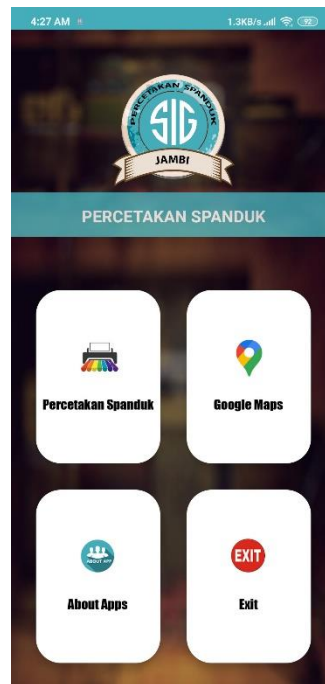 4:27 AM
1.3KB/s 92
PERCETAKAN SPANDUK
SIG
JAMBI
PERCETAKAN SPANDUK
Percetakan Spanduk
Google Maps
ABOUT APP
EXIT
About Apps
Exit